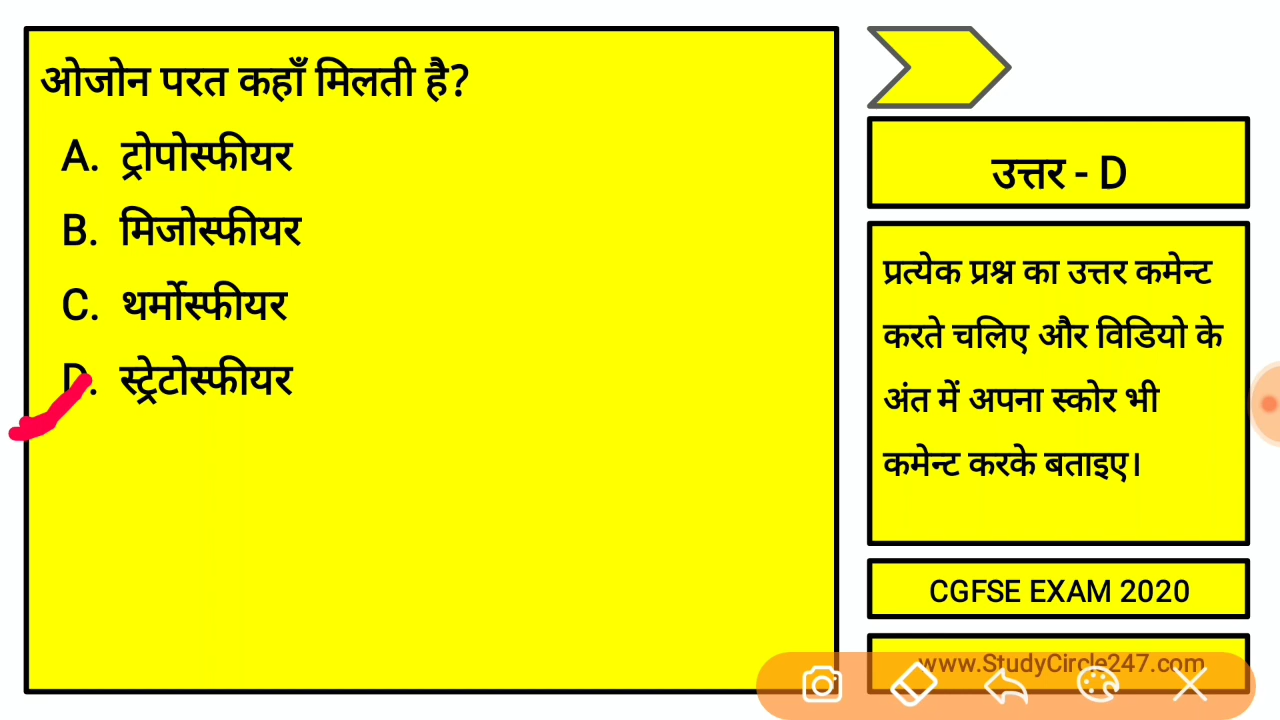 ओजोन परत कहाँ मिलती है?
A. ट्रोपोस्फीयर
B. मिजोस्फीयर
C. थर्मोस्फीयर
D. स्ट्रेटोस्फीयर
उत्तर - D
प्रत्येक प्रश्न का उत्तर कमेन्ट
करते चलिए और विडियो के
अंत में अपना स्कोर भी
कमेन्ट करके बताइए।
CGFSE EXAM 2020
www.StudyCircle247.com